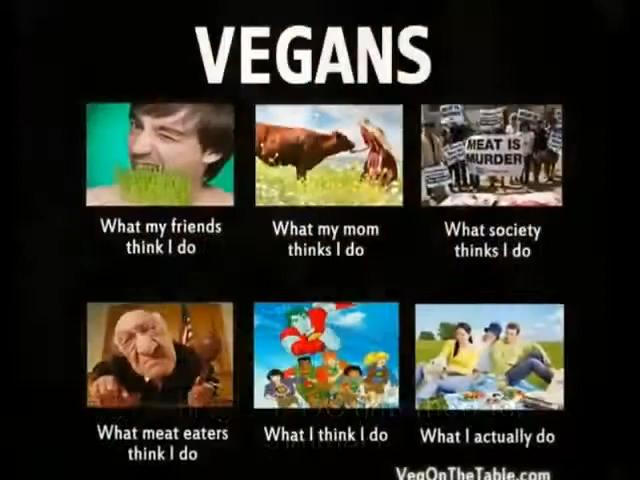 VEGANS
MEAT IS
MURDER
What my friends
think I do
What my mom
thinks I do
What society
thinks I do
What meat eaters
think I do
What I think I do
What I actually do
VegOnTheTable.com